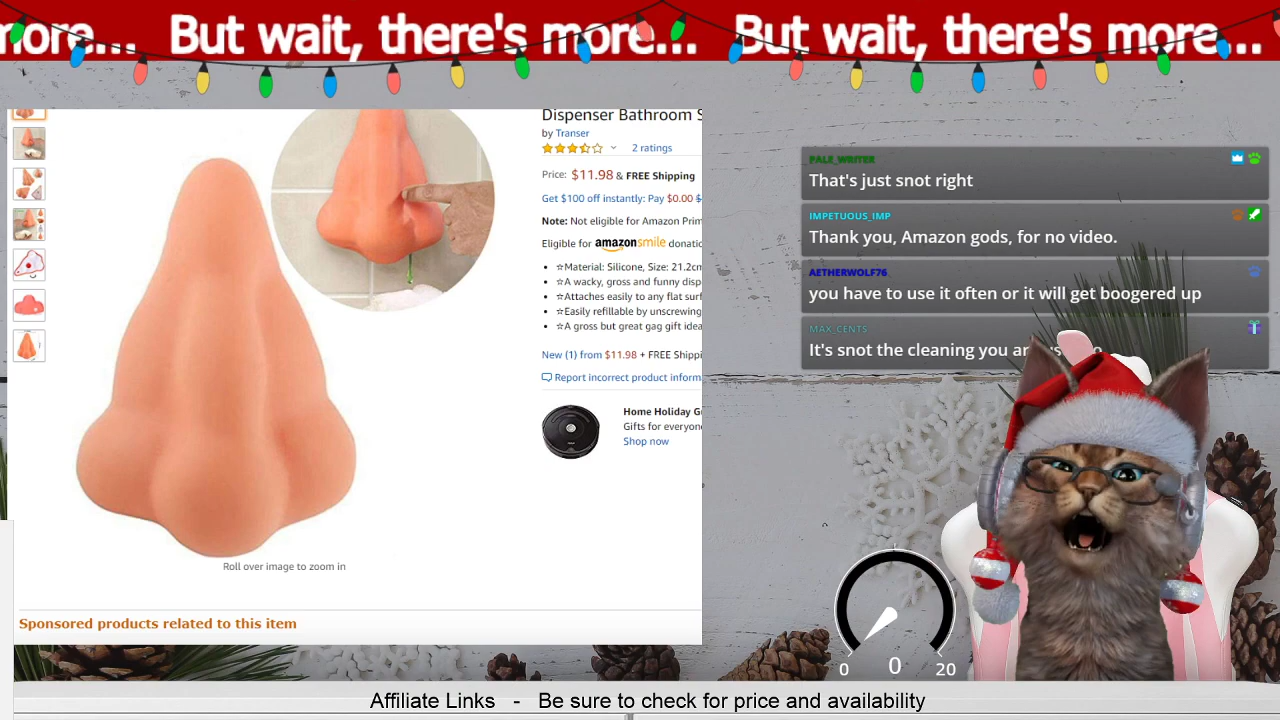 more... But wait, there's more... But wait, there's more...
Dispenser Bathroom S
by Transer
2 ratings
Price: $11.98 & FREE Shipping
Get $100 off instantly: Pay $0.00 $
Note: Not eligible for Amazon Prim
Eligible for amazonsmile donatio
• ☆Material: Silicone, Size: 21.2cm
• ☆A wacky, gross and funny disp
• ☆Attaches easily to any flat surf
• ☆Easily refillable by unscrewing
• ☆A gross but great gag gift idea
New (1) from $11.98 + FREE Shippi
Report incorrect product inform
Home Holiday Gu
Gifts for everyone
Shop now
Roll over image to zoom in
Sponsored products related to this item
PALE_WRITER
That's just snot right
IMPETUOUS_IMP
Thank you, Amazon gods, for no video.
AETHERWOLF76
you have to use it often or it will get boogered up
MAX_CENTS
It's snot the cleaning you
0 0 20
Affiliate Links - Be sure to check for price and availability